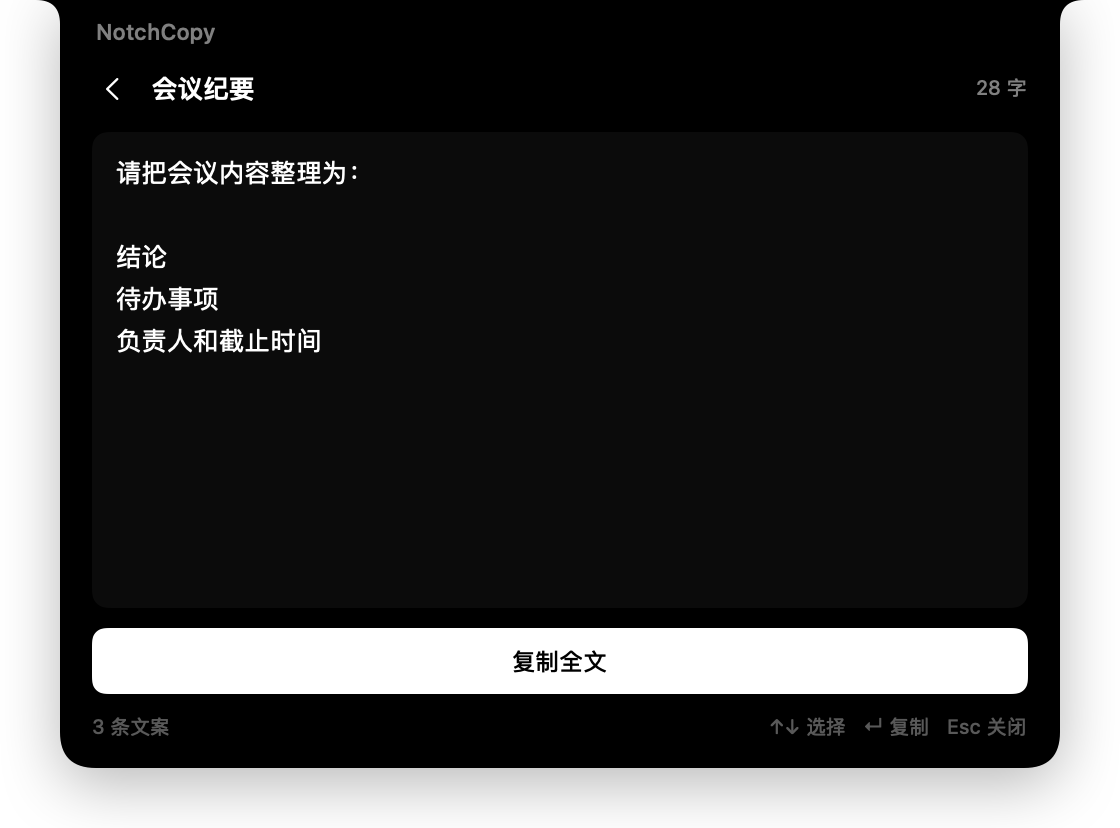 NotchCopy
会议纪要
28 字
请把会议内容整理为：
结论
待办事项
负责人和截止时间
复制全文
3 条文案
↑↓ 选择 ↵ 复制 Esc 关闭